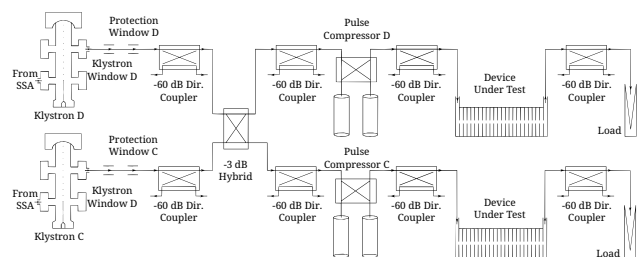 Protection
Window D
Klystron
Window D
From
SSA
Klystron D
-60 dB Dir.
Coupler
-3 dB
Hybrid
-60 dB Dir.
Coupler
Pulse
Compressor D
-60 dB Dir.
Coupler
Device
Under Test
-60 dB Dir.
Coupler
Load
Protection
Window C
Klystron
Window D
From
SSA
Klystron C
-60 dB Dir.
Coupler
-60 dB Dir.
Coupler
Pulse
Compressor C
-60 dB Dir.
Coupler
Device
Under Test
-60 dB Dir.
Coupler
Load